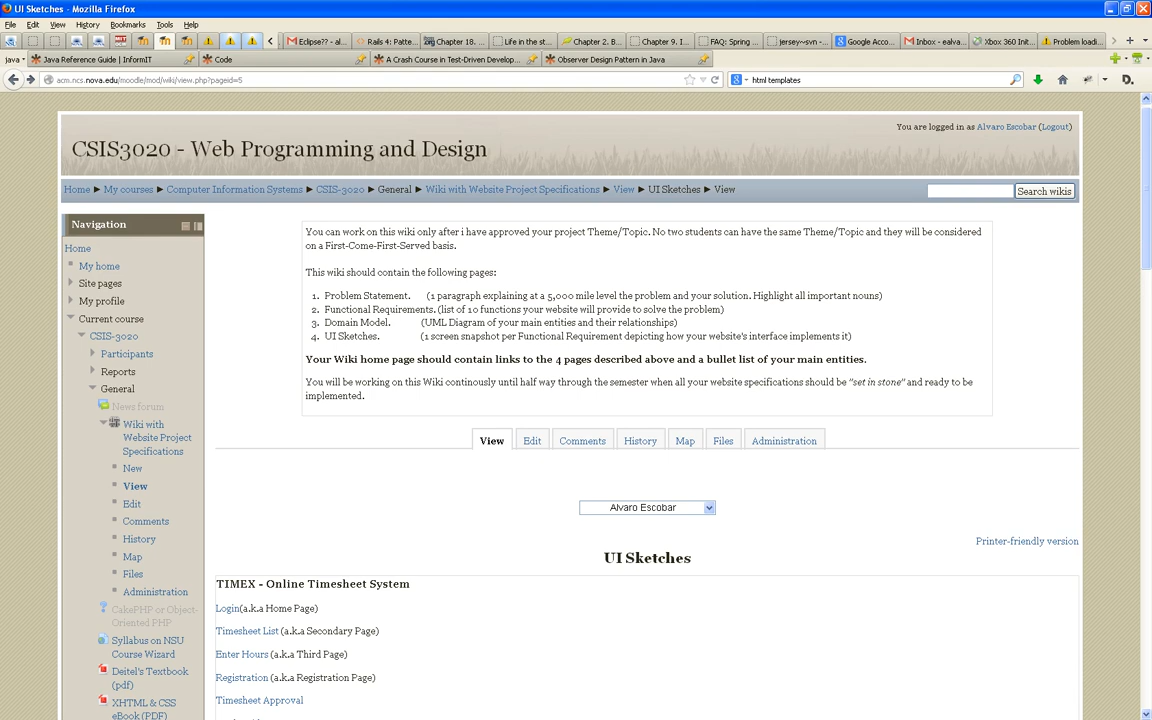 UI Sketches - Mozilla Firefox
File Edit View History Bookmarks Tools Help
Eclipse?? - al... Rails 4: Patte... Chapter 18. ... Life in the st... Chapter 2. B... Chapter 9. I... FAQ: Spring ... jersey~svn -... Google Acco... Inbox - ealva... Xbox 360 Init... Problem loadi...
java Java Reference Guide | InformIT Code A Crash Course in Test-Driven Develop... Observer Design Pattern in Java
acm.ncs.nova.edu/moodle/mod/wiki/view.php?pageid=5 html templates D.
You are logged in as Alvaro Escobar (Logout)
CSIS3020 - Web Programming and Design
Home ► My courses ► Computer Information Systems ► CSIS-3020 ► General ► Wiki with Website Project Specifications ► View ► UI Sketches ► View
Search wikis
Navigation
Home
My home
Site pages
My profile
Current course
CSIS-3020
Participants
Reports
General
News forum
Wiki with
Website Project
Specifications
New
View
Edit
Comments
History
Map
Files
Administration
CakePHP or Object-
Oriented PHP
Syllabus on NSU
Course Wizard
Deitel's Textbook
(pdf)
XHTML & CSS
eBook (PDF)
You can work on this wiki only after i have approved your project Theme/Topic. No two students can have the same Theme/Topic and they will be considered
on a First-Come-First-Served basis.
This wiki should contain the following pages:
1. Problem Statement. (1 paragraph explaining at a 5,000 mile level the problem and your solution. Highlight all important nouns)
2. Functional Requirements. (list of 10 functions your website will provide to solve the problem)
3. Domain Model. (UML Diagram of your main entities and their relationships)
4. UI Sketches. (1 screen snapshot per Functional Requirement depicting how your website's interface implements it)
Your Wiki home page should contain links to the 4 pages described above and a bullet list of your main entities.
You will be working on this Wiki continously until half way through the semester when all your website specifications should be "set in stone" and ready to be
implemented.
View Edit Comments History Map Files Administration
Alvaro Escobar
Printer-friendly version
UI Sketches
TIMEX - Online Timesheet System
Login(a.k.a Home Page)
Timesheet List (a.k.a Secondary Page)
Enter Hours (a.k.a Third Page)
Registration (a.k.a Registration Page)
Timesheet Approval